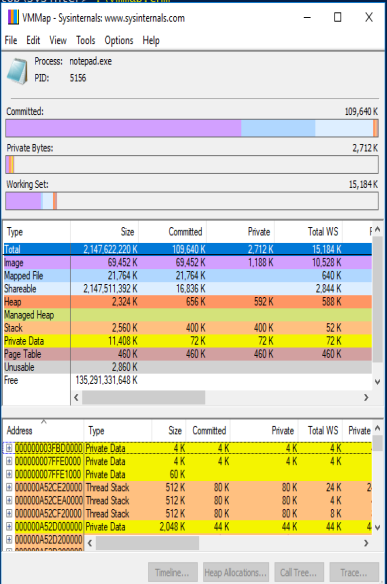 VMMap - Sysinternals: www.sysinternals.com
File Edit View Tools Options Help
Process: notepad.exe
PID: 5156
Committed: 109,640 K
Private Bytes: 2,712 K
Working Set: 15,184 K
Type Size Committed Private Total WS
Total 2,147,622,220 K 109,640 K 2,712 K 15,184 K
Image 69,452 K 69,452 K 1,188 K 10,528 K
Mapped File 21,764 K 21,764 K 640 K
Shareable 2,147,511,392 K 16,836 K 2,844 K
Heap 2,324 K 656 K 592 K 588 K
Managed Heap
Stack 2,560 K 400 K 400 K 52 K
Private Data 11,408 K 72 K 72 K 72 K
Page Table 460 K 460 K 460 K 460 K
Unusable 2,860 K
Free 135,291,331,648 K
Address Type Size Committed Private Total WS Private
000000003FBD0000 Private Data 4 K 4 K 4 K 4 K
000000007FFE0000 Private Data 4 K 4 K 4 K 4 K
000000007FFE1000 Private Data 60 K
000000A52CE20000 Thread Stack 512 K 80 K 80 K 24 K 2
000000A52CEA0000 Thread Stack 512 K 80 K 80 K 4 K
000000A52CF20000 Thread Stack 512 K 80 K 80 K 8 K
000000A52D000000 Private Data 2,048 K 44 K 44 K 44 K 4
000000A52D200000
Timeline... Heap Allocations... Call Tree... Trace...